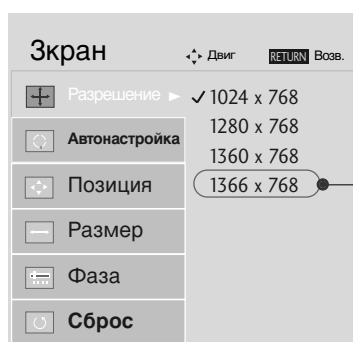 Зкран Двиг RETURN Возв.
Разрешение ► ✓ 1024 x 768
1280 x 768
Автонастройка
1360 x 768
Позиция 1366 x 768
Размер
Фаза
Сброс